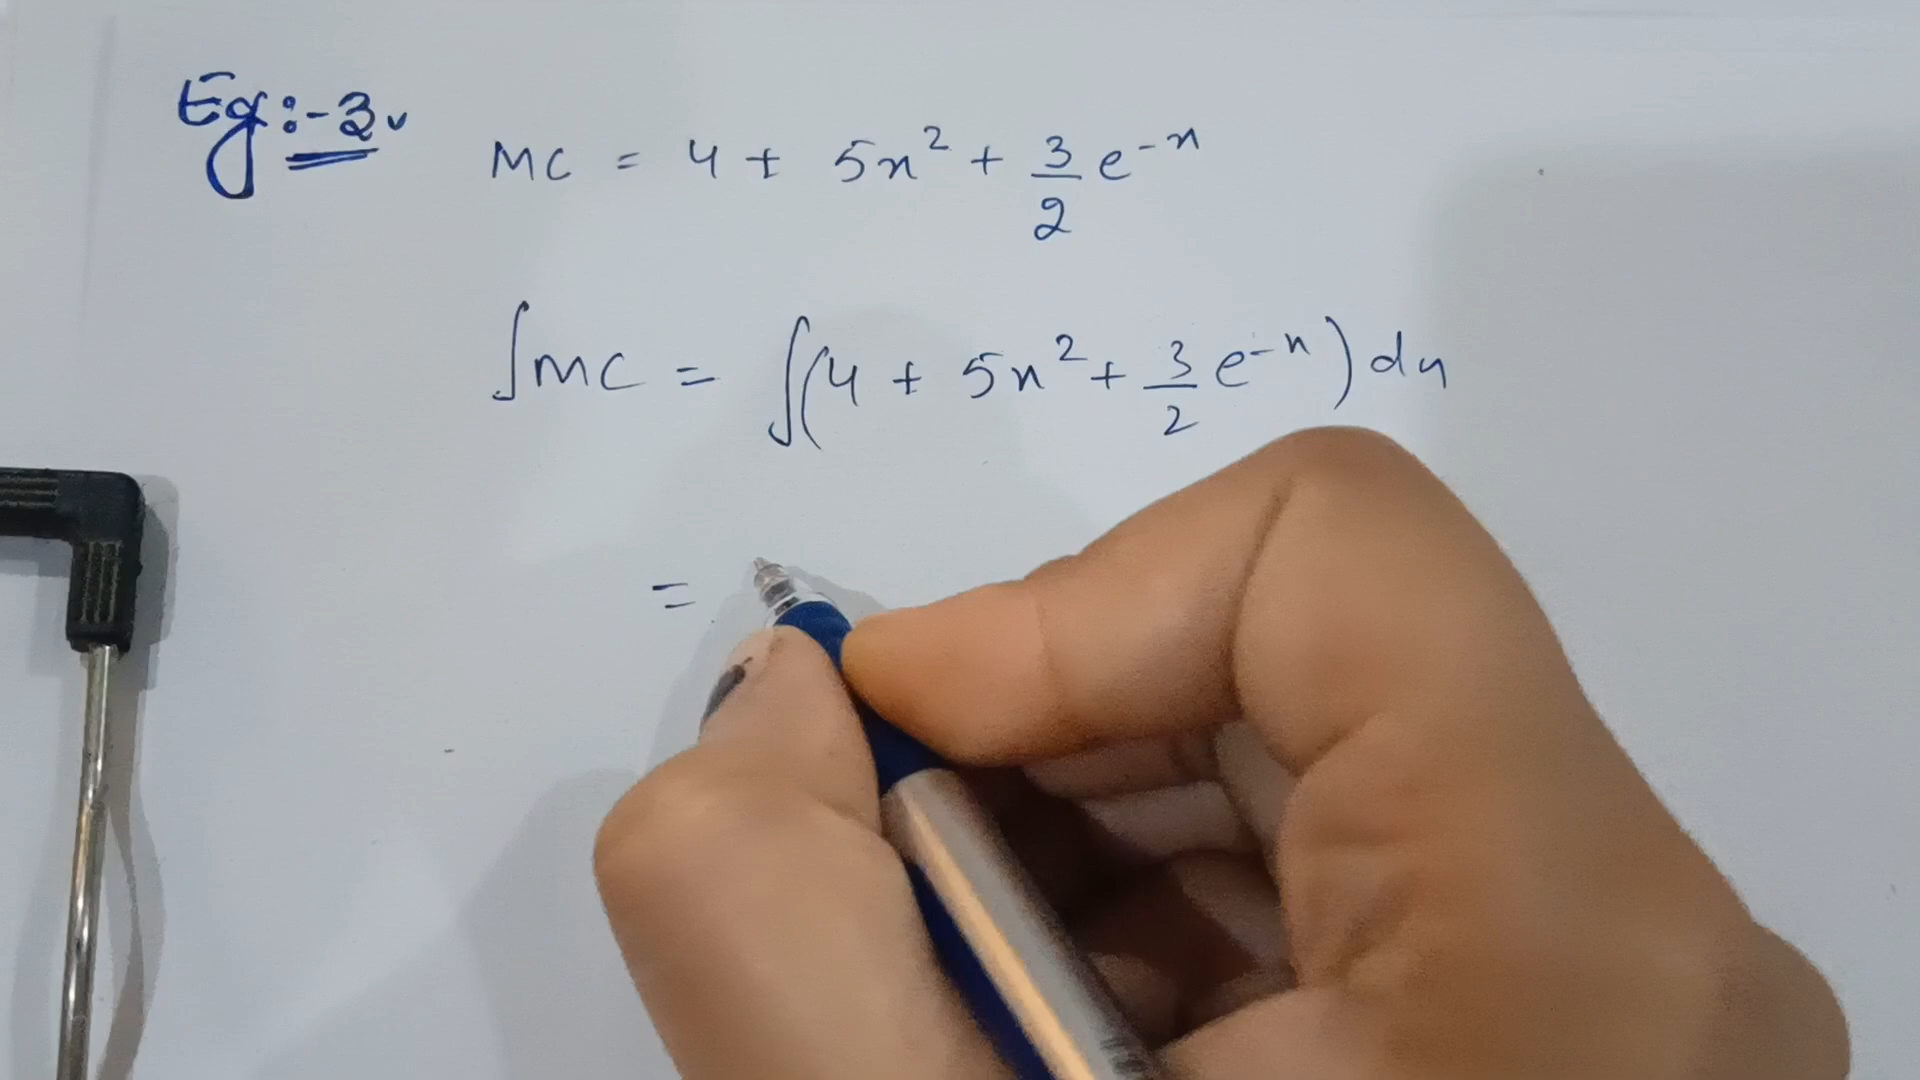 Eg:-3.
MC = 4 + 5x² + 3/2 e^-x
∫MC = ∫(4 + 5x² + 3/2 e^-x) dx
=